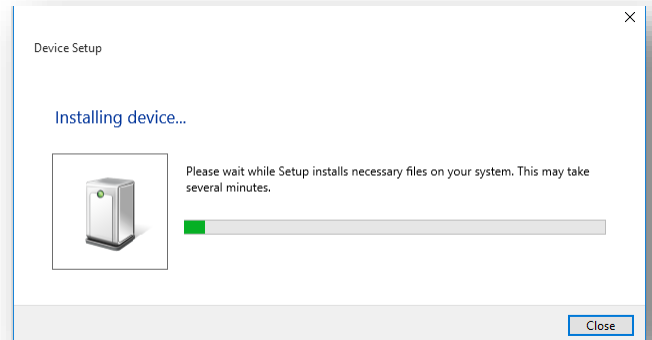 Device Setup
Installing device...
Please wait while Setup installs necessary files on your system. This may take
several minutes.
Close